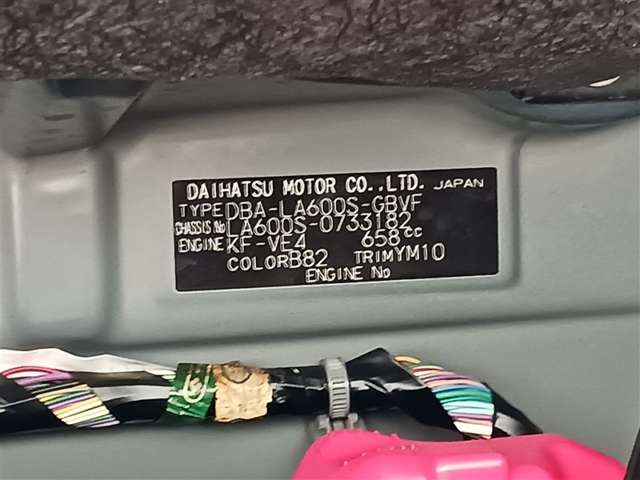 DAIHATSU MOTOR CO.,LTD. JAPAN
TYPE DBA-LA600S-GBVF
CHASSIS No LA600S-0733182
ENGINE KF-VE4 658cc
COLOR B82 TRIM YM10
ENGINE No